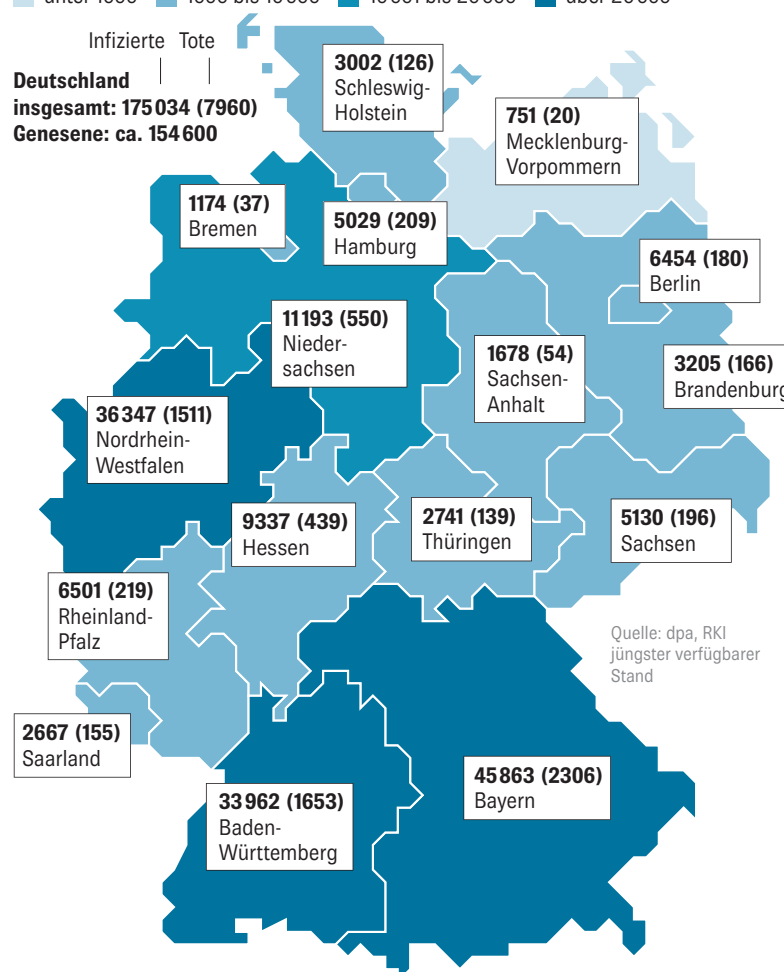 Infizierte Tote
Deutschland
insgesamt: 175 034 (7960)
Genesene: ca. 154 600
3002 (126)
Schleswig-
Holstein
751 (20)
Mecklenburg-
Vorpommern
1174 (37)
Bremen
5029 (209)
Hamburg
6454 (180)
Berlin
11 193 (550)
Nieder-
sachsen
1678 (54)
Sachsen-
Anhalt
3205 (166)
Brandenburg
36 347 (1511)
Nordrhein-
Westfalen
9337 (439)
Hessen
2741 (139)
Thüringen
5130 (196)
Sachsen
6501 (219)
Rheinland-
Pfalz
Quelle: dpa, RKI
jüngster verfügbarer
Stand
2667 (155)
Saarland
33 962 (1653)
Baden-
Württemberg
45 863 (2306)
Bayern